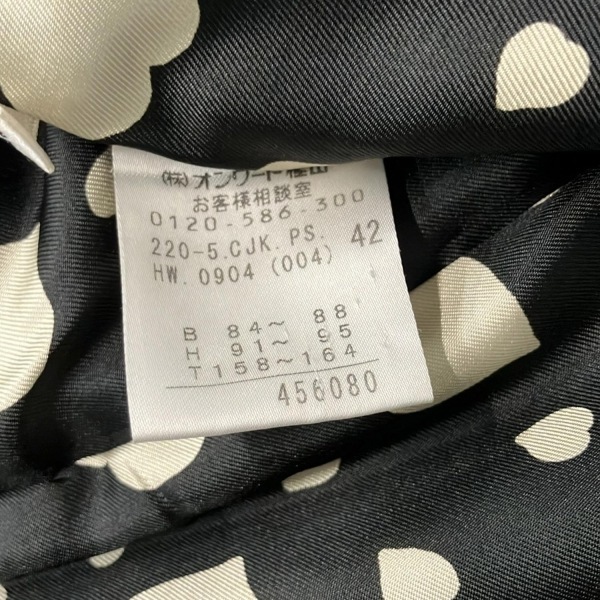 (株)オンワード樫山
お客様相談室
0120-586-300
220-5.CJK.PS. 42
HW.0904 (004)
B 84～ 88
H 91～ 95
T 158～164
456080